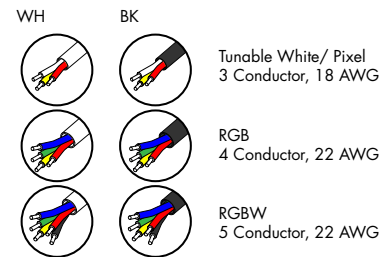 WH BK
Tunable White/ Pixel
3 Conductor, 18 AWG
RGB
4 Conductor, 22 AWG
RGBW
5 Conductor, 22 AWG